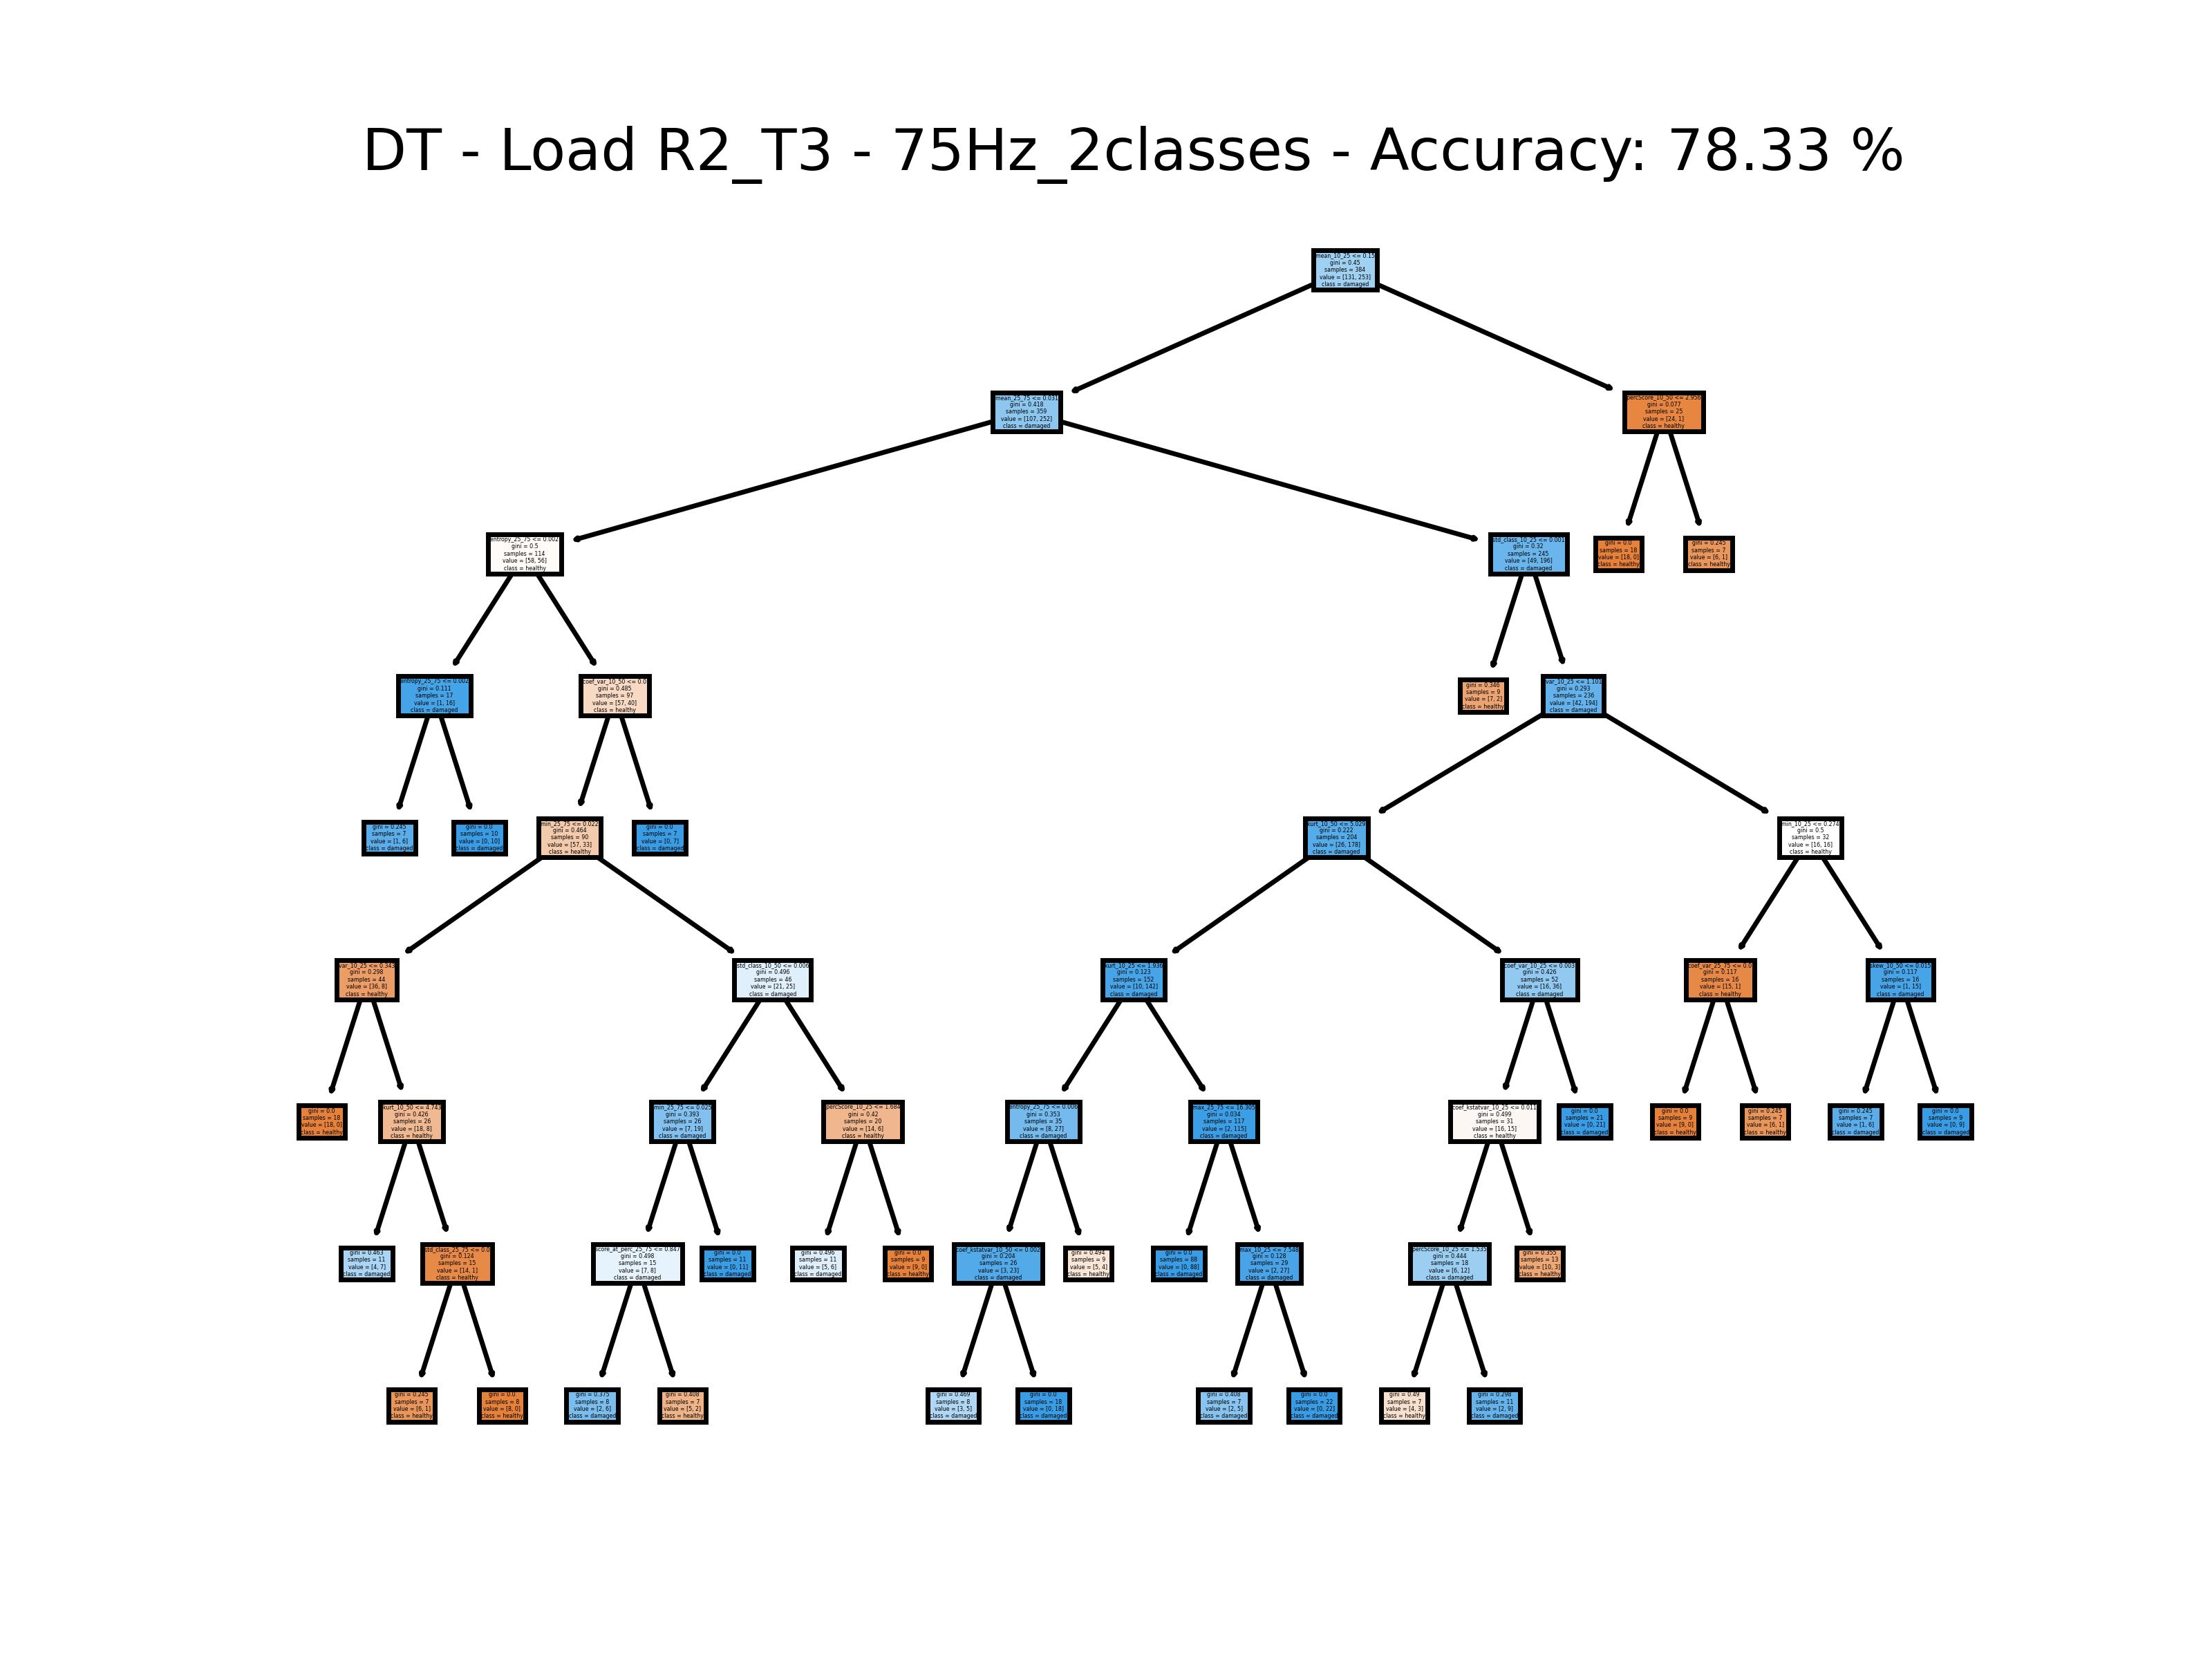 DT - Load R2_T3 - 75Hz_2classes - Accuracy: 78.33 %
mean_10_25 <= 0.15
gini = 0.45
samples = 384
value = [131, 253]
class = damaged
mean_25_75 <= 0.031
gini = 0.418
samples = 359
value = [107, 252]
class = damaged
percScore_10_50 <= 2.956
gini = 0.077
samples = 25
value = [24, 1]
class = healthy
entropy_25_75 <= 0.002
gini = 0.5
samples = 114
value = [58, 56]
class = healthy
std_class_10_25 <= 0.001
gini = 0.32
samples = 245
value = [49, 196]
class = damaged
gini = 0.0
samples = 18
value = [18, 0]
class = healthy
gini = 0.245
samples = 7
value = [6, 1]
class = healthy
entropy_25_75 <= 0.002
gini = 0.111
samples = 17
value = [1, 16]
class = damaged
coef_var_10_50 <= 0.0
gini = 0.485
samples = 97
value = [57, 40]
class = healthy
gini = 0.346
samples = 9
value = [7, 2]
class = healthy
var_10_25 <= 1.103
gini = 0.293
samples = 236
value = [42, 194]
class = damaged
gini = 0.245
samples = 7
value = [1, 6]
class = damaged
gini = 0.0
samples = 10
value = [0, 10]
class = damaged
min_25_75 <= 0.022
gini = 0.464
samples = 90
value = [57, 33]
class = healthy
gini = 0.0
samples = 7
value = [0, 7]
class = damaged
kurt_10_50 <= 5.029
gini = 0.222
samples = 204
value = [26, 178]
class = damaged
min_10_25 <= 0.274
gini = 0.5
samples = 32
value = [16, 16]
class = healthy
var_10_25 <= 0.343
gini = 0.298
samples = 44
value = [36, 8]
class = healthy
std_class_10_50 <= 0.006
gini = 0.496
samples = 46
value = [21, 25]
class = damaged
kurt_10_25 <= 1.936
gini = 0.123
samples = 152
value = [10, 142]
class = damaged
coef_var_10_25 <= 0.003
gini = 0.426
samples = 52
value = [16, 36]
class = damaged
coef_var_25_75 <= 0.0
gini = 0.117
samples = 16
value = [15, 1]
class = healthy
skew_10_50 <= 0.015
gini = 0.117
samples = 16
value = [1, 15]
class = damaged
gini = 0.0
samples = 18
value = [18, 0]
class = healthy
kurt_10_50 <= 4.743
gini = 0.426
samples = 26
value = [18, 8]
class = healthy
min_25_75 <= 0.025
gini = 0.393
samples = 26
value = [7, 19]
class = damaged
percScore_10_50 <= 1.684
gini = 0.42
samples = 20
value = [14, 6]
class = healthy
entropy_25_75 <= 0.006
gini = 0.353
samples = 35
value = [8, 27]
class = damaged
max_25_75 <= 16.305
gini = 0.034
samples = 117
value = [2, 115]
class = damaged
coef_kstatvar_10_25 <= 0.011
gini = 0.499
samples = 31
value = [16, 15]
class = healthy
gini = 0.0
samples = 21
value = [0, 21]
class = damaged
gini = 0.0
samples = 9
value = [9, 0]
class = healthy
gini = 0.245
samples = 7
value = [6, 1]
class = healthy
gini = 0.245
samples = 7
value = [1, 6]
class = damaged
gini = 0.0
samples = 9
value = [0, 9]
class = damaged
gini = 0.463
samples = 11
value = [4, 7]
class = damaged
std_class_25_75 <= 0.0
gini = 0.124
samples = 15
value = [14, 1]
class = healthy
score_at_perc_25_75 <= 0.847
gini = 0.498
samples = 15
value = [7, 8]
class = damaged
gini = 0.0
samples = 11
value = [0, 11]
class = damaged
gini = 0.496
samples = 11
value = [5, 6]
class = damaged
gini = 0.0
samples = 9
value = [9, 0]
class = healthy
coef_kstatvar_10_50 <= 0.002
gini = 0.204
samples = 26
value = [3, 23]
class = damaged
gini = 0.494
samples = 9
value = [5, 4]
class = healthy
gini = 0.0
samples = 88
value = [0, 88]
class = damaged
max_10_25 <= 7.548
gini = 0.128
samples = 29
value = [2, 27]
class = damaged
percScore_10_25 <= 1.535
gini = 0.444
samples = 18
value = [6, 12]
class = damaged
gini = 0.355
samples = 13
value = [10, 3]
class = healthy
gini = 0.245
samples = 7
value = [6, 1]
class = healthy
gini = 0.0
samples = 8
value = [8, 0]
class = healthy
gini = 0.375
samples = 8
value = [2, 6]
class = damaged
gini = 0.408
samples = 7
value = [5, 2]
class = healthy
gini = 0.469
samples = 8
value = [3, 5]
class = damaged
gini = 0.0
samples = 18
value = [0, 18]
class = damaged
gini = 0.408
samples = 7
value = [2, 5]
class = damaged
gini = 0.0
samples = 22
value = [0, 22]
class = damaged
gini = 0.49
samples = 7
value = [4, 3]
class = healthy
gini = 0.298
samples = 11
value = [2, 9]
class = damaged